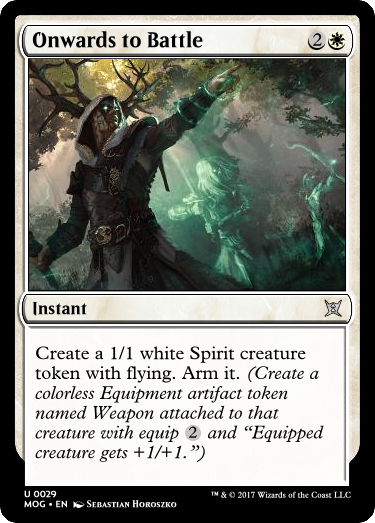 Onwards to Battle 2
Instant
Create a 1/1 white Spirit creature
token with flying. Arm it. (Create a
colorless Equipment artifact token
named Weapon attached to that
creature with equip 2 and “Equipped
creature gets +1/+1.”)
U 0029
MOG • EN Sebastian Horoszko
™ & © 2017 Wizards of the Coast LLC